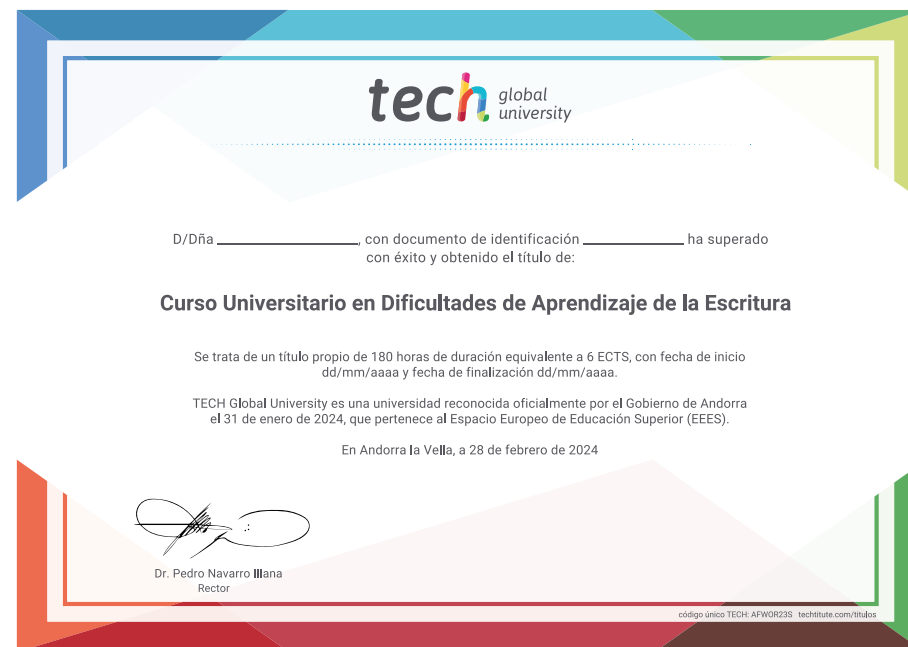 tech global university
D/Dña ____________________, con documento de identificación ______________ ha superado
con éxito y obtenido el título de:
Curso Universitario en Dificultades de Aprendizaje de la Escritura
Se trata de un título propio de 180 horas de duración equivalente a 6 ECTS, con fecha de inicio
dd/mm/aaaa y fecha de finalización dd/mm/aaaa.
TECH Global University es una universidad reconocida oficialmente por el Gobierno de Andorra
el 31 de enero de 2024, que pertenece al Espacio Europeo de Educación Superior (EEES).
En Andorra la Vella, a 28 de febrero de 2024
Dr. Pedro Navarro Illana
Rector
código único TECH: AFWOR23S techtitute.com/titulos